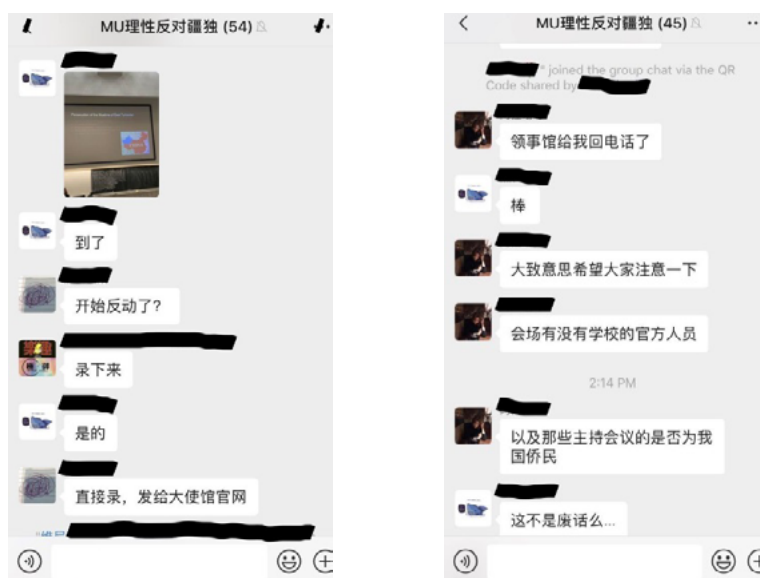 MU理性反对疆独 (54)
到了
开始反动了?
录下来
是的
直接录，发给大使馆官网
MU理性反对疆独 (45)
" joined the group chat via the QR
Code shared by
领事馆给我回电话了
棒
大致意思希望大家注意一下
会场有没有学校的官方人员
2:14 PM
以及那些主持会议的是否为我
国侨民
这不是废话么...